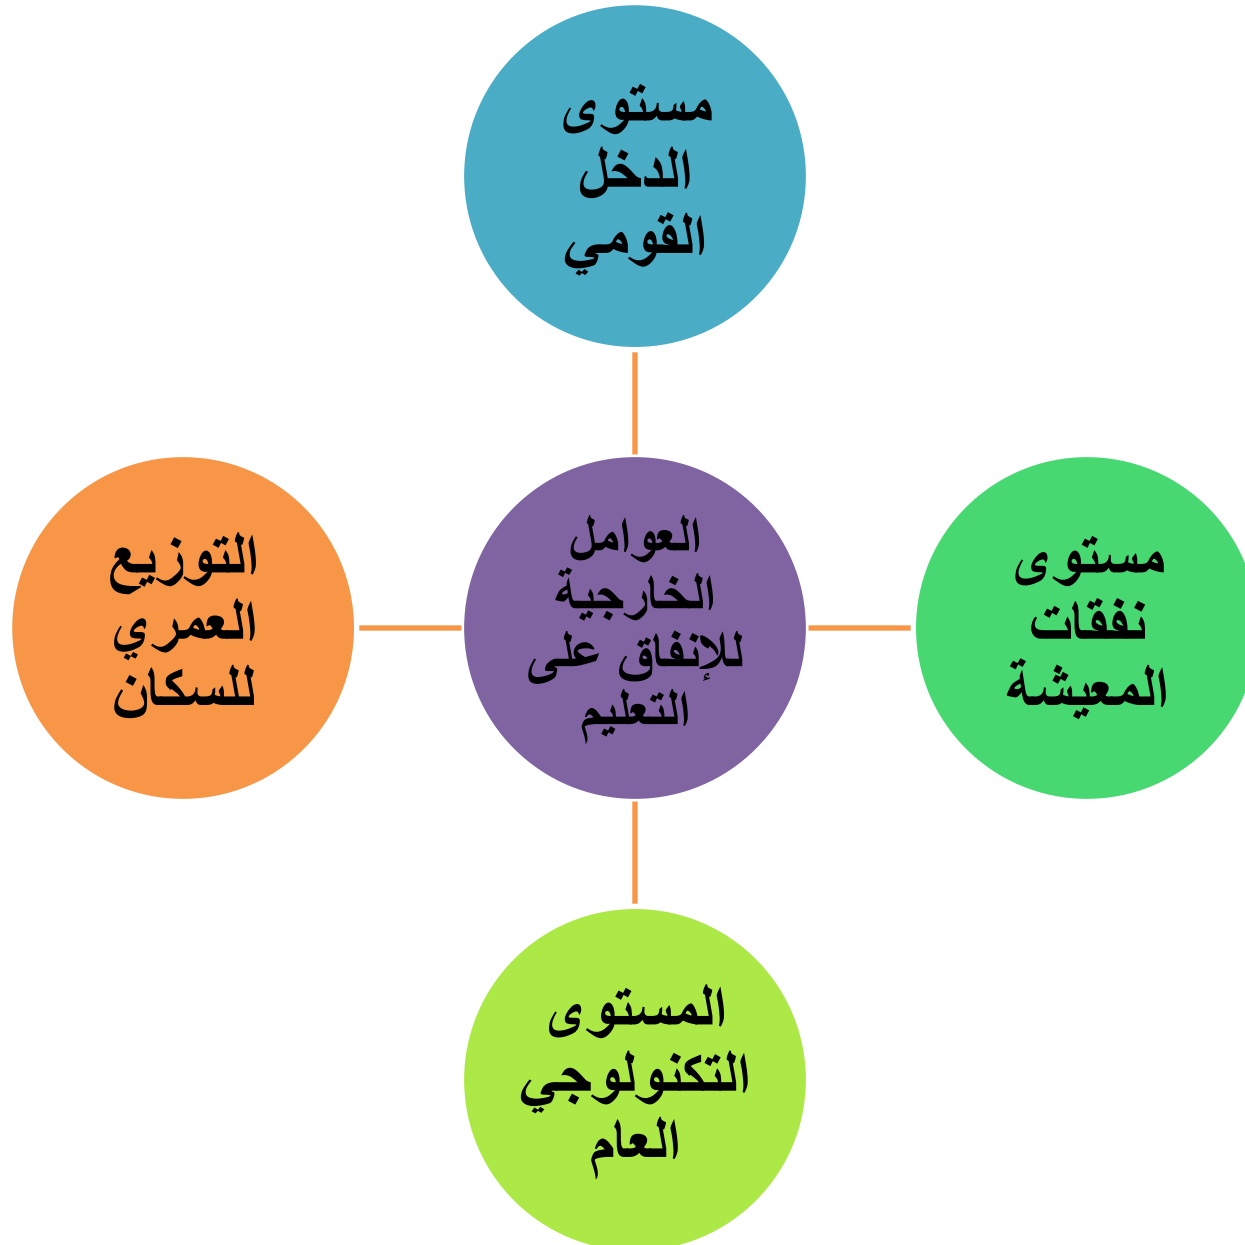 مستوى
الدخل
القومي
مستوى
نفقات
المعيشة
العوامل
الخارجية
للإنفاق على
التعليم
التوزيع
العمري
للسكان
المستوى
التكنولوجي
العام